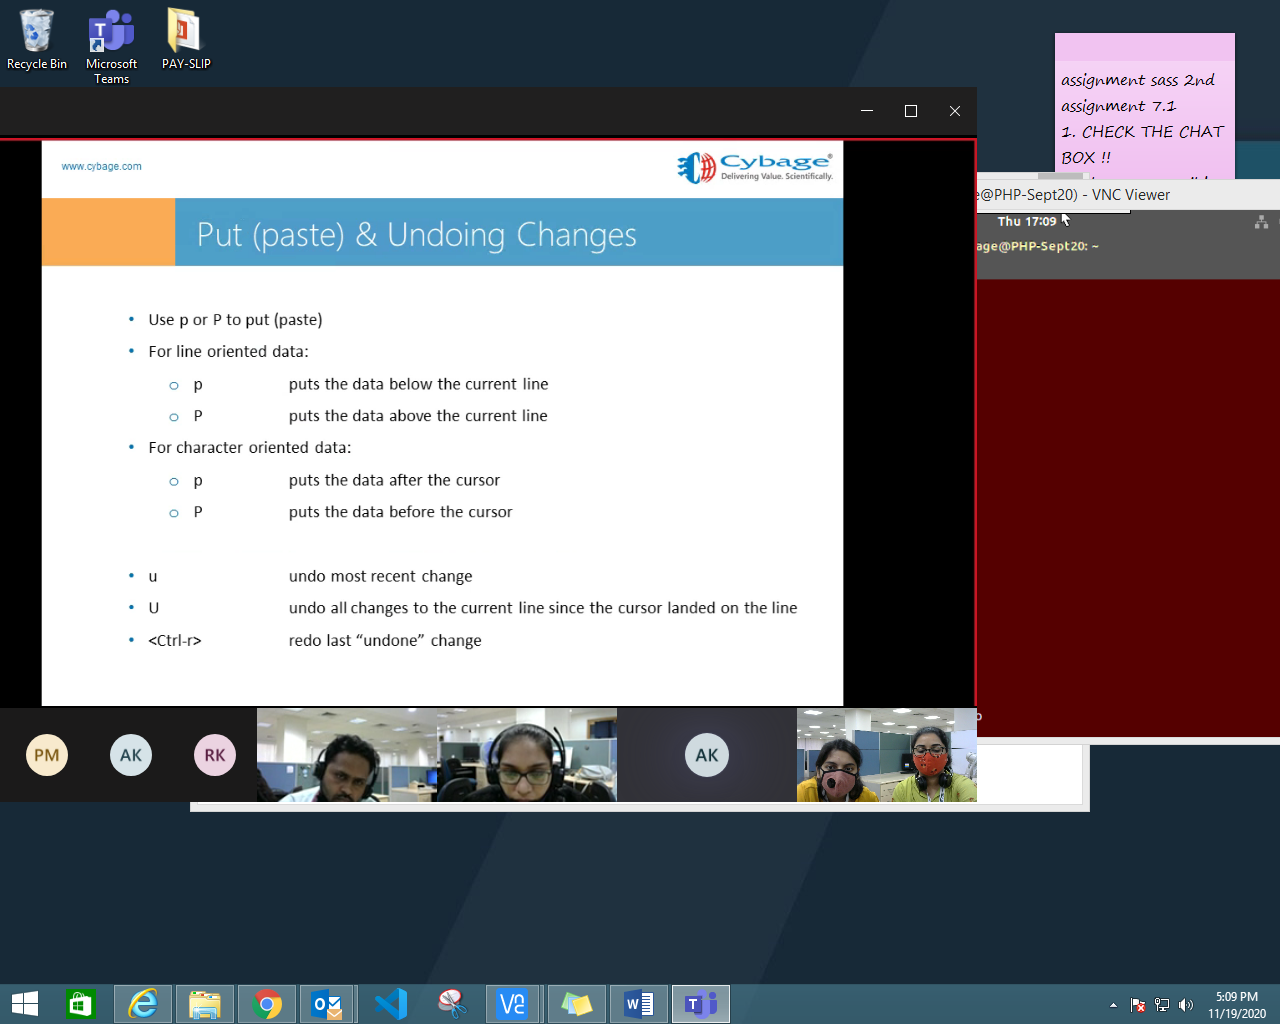 Recycle Bin
Microsoft
Teams
PAY-SLIP
assignment sass 2nd
assignment 7.1
1. CHECK THE CHAT
BOX !!
www.cybage.com
Cybage®
Delivering Value. Scientifically.
Put (paste) & Undoing Changes
• Use p or P to put (paste)
• For line oriented data:
o p puts the data below the current line
o P puts the data above the current line
• For character oriented data:
o p puts the data after the cursor
o P puts the data before the cursor
• u undo most recent change
• U undo all changes to the current line since the cursor landed on the line
• <Ctrl-r> redo last “undone” change
@PHP-Sept20) - VNC Viewer
Thu 17:09
age@PHP-Sept20: ~
PM
AK
RK
AK
5:09 PM
11/19/2020